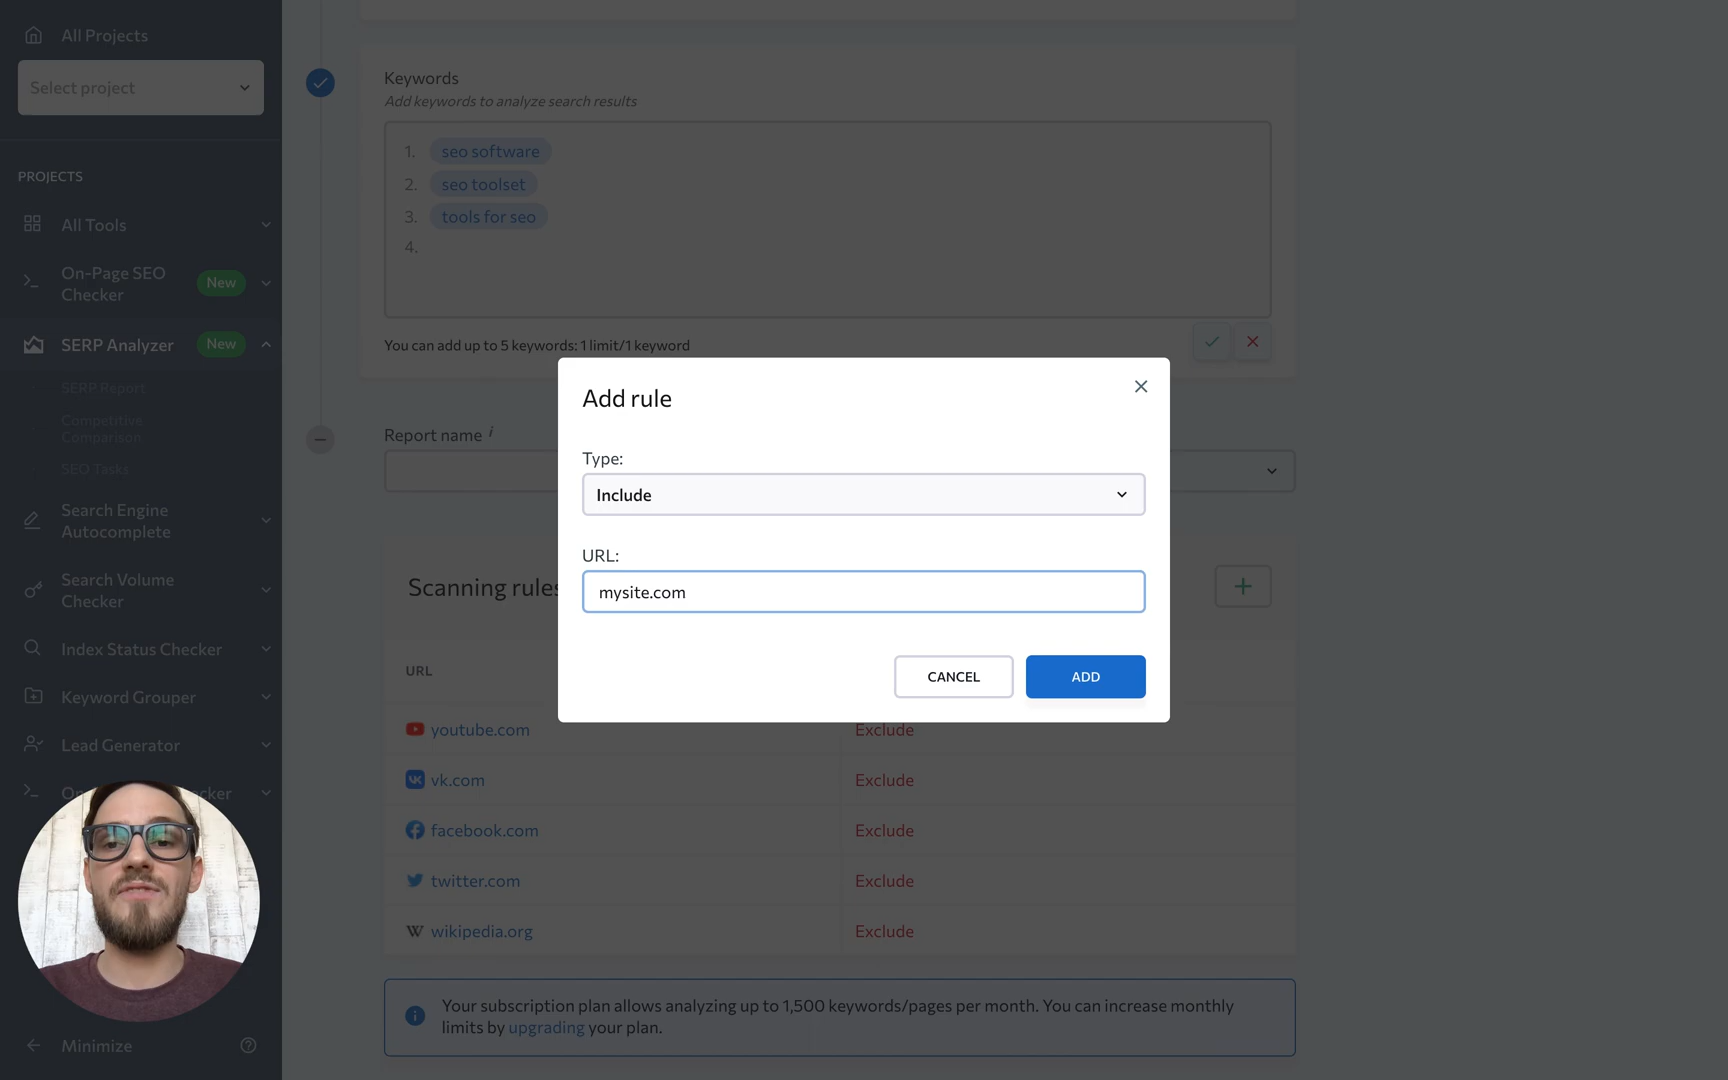 All Projects
Select project
PROJECTS
All Tools
On-Page SEO
Checker
New
SERP Analyzer
New
SERP Report
Competitive
Comparison
SEO Tasks
Search Engine
Autocomplete
Search Volume
Checker
Index Status Checker
Keyword Grouper
Lead Generator
Minimize
Keywords
Add keywords to analyze search results
1. seo software
2. seo toolset
3. tools for seo
4.
You can add up to 5 keywords: 1 limit/1 keyword
Report name i
Scanning rules
URL
youtube.com Exclude
vk.com Exclude
facebook.com Exclude
twitter.com Exclude
wikipedia.org Exclude
Your subscription plan allows analyzing up to 1,500 keywords/pages per month. You can increase monthly
limits by upgrading your plan.
Add rule
Type:
Include
URL:
mysite.com
CANCEL
ADD